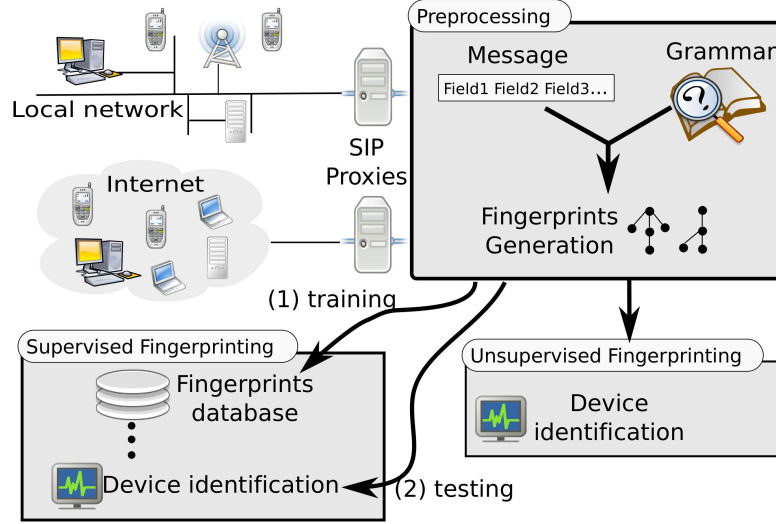 Preprocessing
Message
Grammar
Field1 Field2 Field3...
Local network
SIP
Proxies
Internet
Fingerprints
Generation
(1) training
Supervised Fingerprinting
Fingerprints
database
Device identification
(2) testing
Unsupervised Fingerprinting
Device
identification